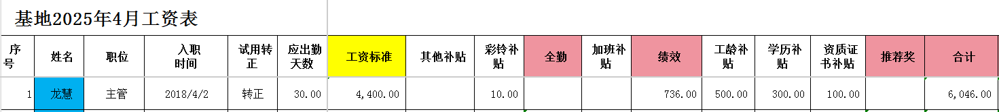 基地2025年4月工资表
序号 姓名 职位 入职时间 试用转正 应出勤天数 工资标准 其他补贴 彩铃补贴 全勤 加班补贴 绩效 工龄补贴 学历补贴 资质证书补贴 推荐奖 合计
1 龙慧 主管 2018/4/2 转正 30.00 4,400.00 10.00 736.00 500.00 300.00 100.00 6,046.00